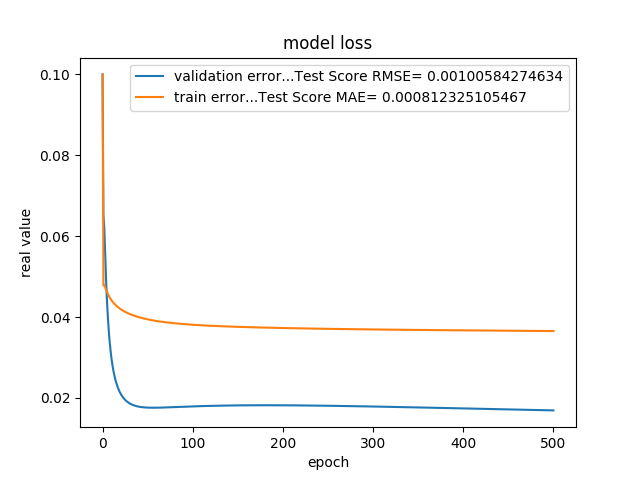 model loss
validation error...Test Score RMSE= 0.00100584274634
train error...Test Score MAE= 0.000812325105467
real value
0.10
0.08
0.06
0.04
0.02
0
100
200
300
400
500
epoch